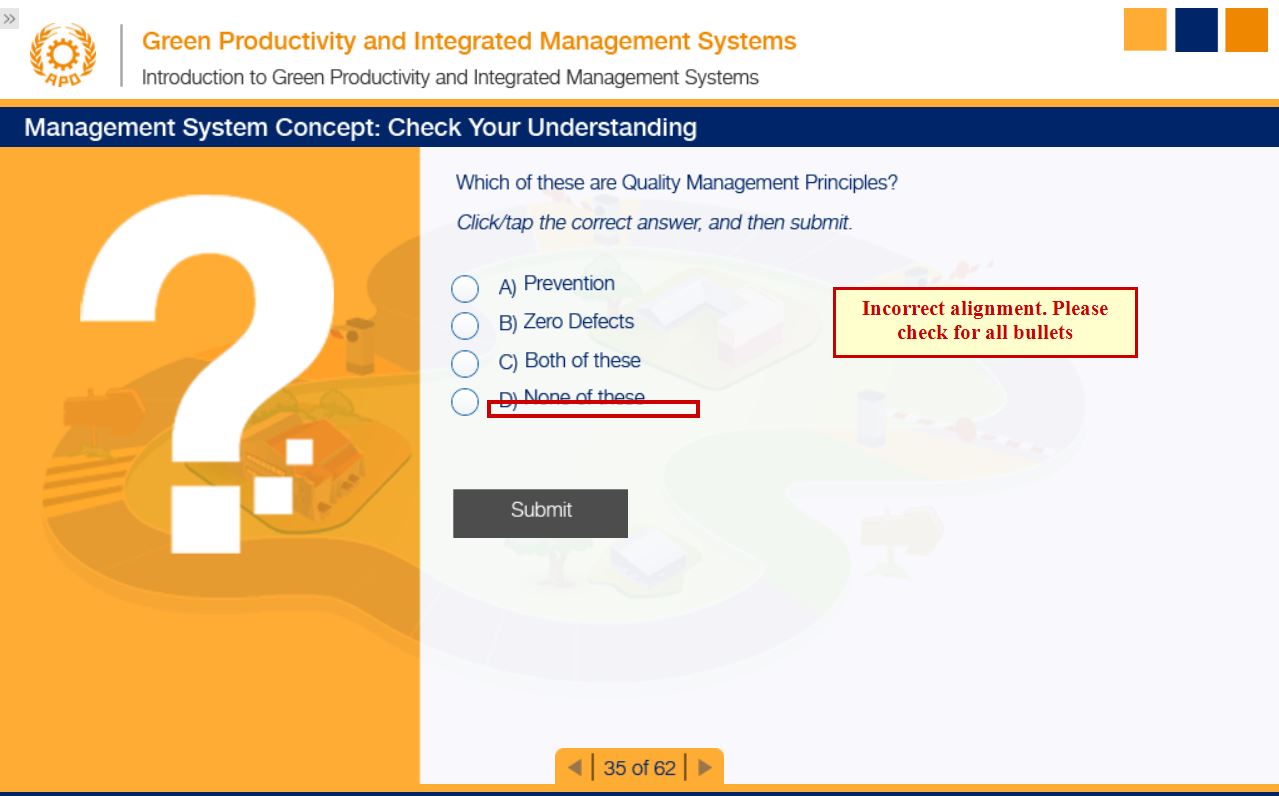 »
APO
Green Productivity and Integrated Management Systems
Introduction to Green Productivity and Integrated Management Systems
Management System Concept: Check Your Understanding
Which of these are Quality Management Principles?
Click/tap the correct answer, and then submit.
A) Prevention
B) Zero Defects
C) Both of these
D) None of these
Incorrect alignment. Please
check for all bullets
Submit
35 of 62